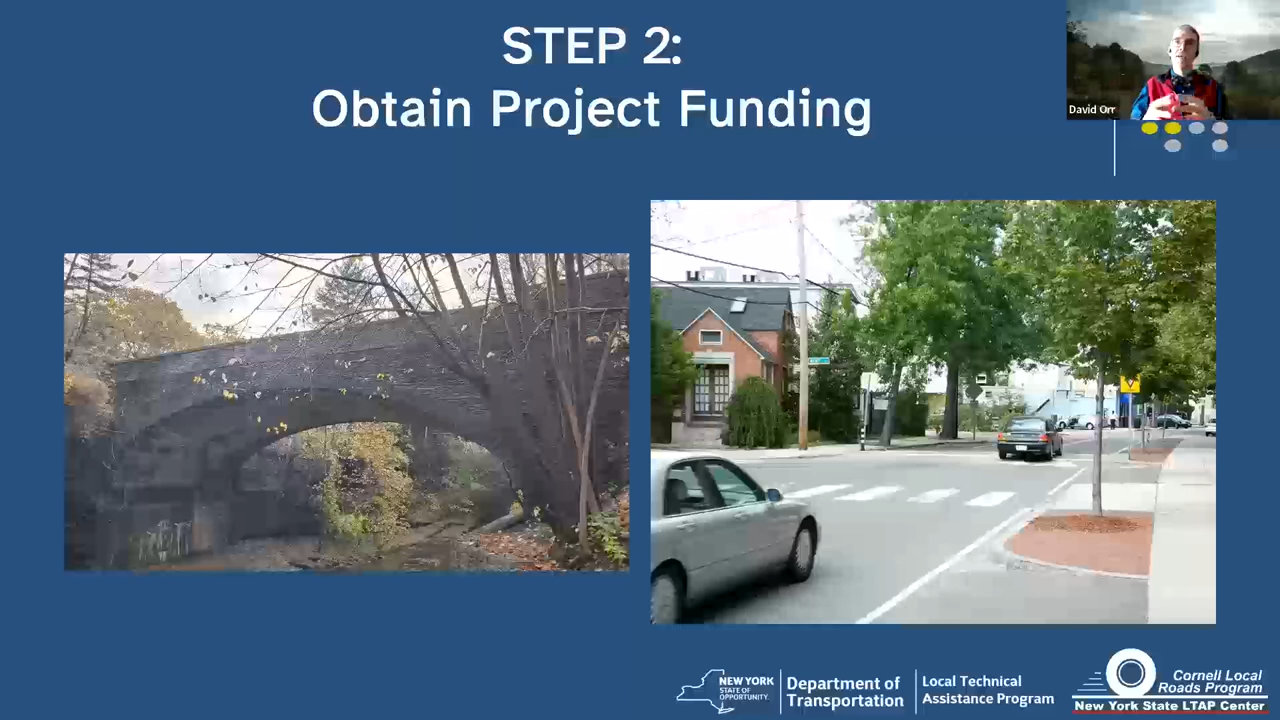 STEP 2:
Obtain Project Funding
David Orr
NEW YORK
STATE OF
OPPORTUNITY.
Department of
Transportation
Local Technical
Assistance Program
Cornell Local
Roads Program
New York State LTAP Center